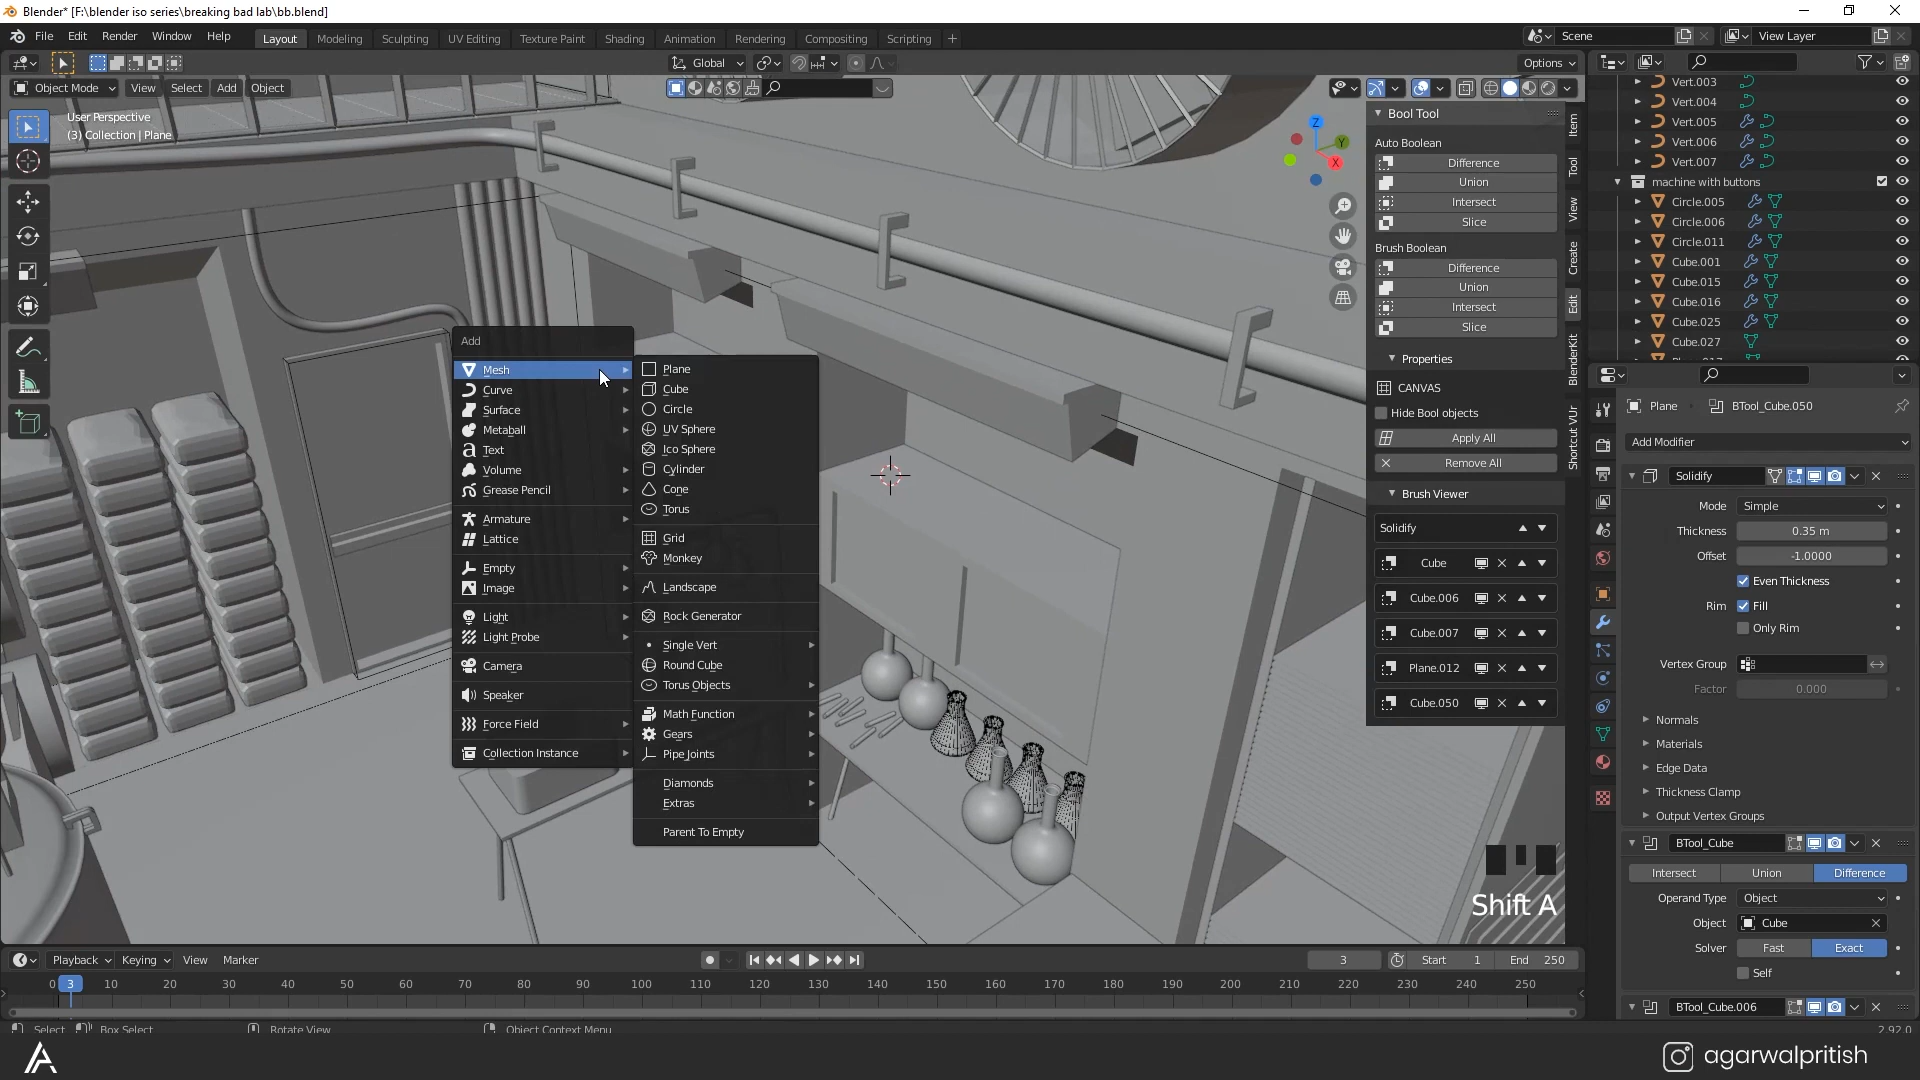 Blender* [F:\blender iso series\breaking bad lab\bb.blend]
File Edit Render Window Help Layout Modeling Sculpting UV Editing Texture Paint Shading Animation Rendering Compositing Scripting + Scene View Layer
Global Options
Object Mode View Select Add Object
User Perspective
(3) Collection | Plane
Z
Y
X
Bool Tool
Auto Boolean
Difference
Union
Intersect
Slice
Brush Boolean
Difference
Union
Intersect
Slice
Properties
CANVAS
Hide Bool objects
Apply All
Remove All
Brush Viewer
Solidify
Cube
Cube.006
Cube.007
Plane.012
Cube.050
Item
Tool
View
Create
Edit
BlenderKit
Shortcut VUr
Add
Mesh
Curve
Surface
Metaball
Text
Volume
Grease Pencil
Armature
Lattice
Empty
Image
Light
Light Probe
Camera
Speaker
Force Field
Collection Instance
Plane
Cube
Circle
UV Sphere
Ico Sphere
Cylinder
Cone
Torus
Grid
Monkey
Landscape
Rock Generator
Single Vert
Round Cube
Torus Objects
Math Function
Gears
Pipe Joints
Diamonds
Extras
Parent To Empty
Shift A
Vert.003
Vert.004
Vert.005
Vert.006
Vert.007
machine with buttons
Circle.005
Circle.006
Circle.011
Cube.001
Cube.015
Cube.016
Cube.025
Cube.027
Plane BTool_Cube.050
Add Modifier
Solidify
Mode Simple
Thickness 0.35 m
Offset -1.0000
Even Thickness
Rim Fill
Only Rim
Vertex Group
Factor 0.000
Normals
Materials
Edge Data
Thickness Clamp
Output Vertex Groups
BTool_Cube
Intersect Union Difference
Operand Type Object
Object Cube
Solver Fast Exact
Self
BTool_Cube.006
Playback Keying View Marker 3 Start 1 End 250
0 3 10 20 30 40 50 60 70 80 90 100 110 120 130 140 150 160 170 180 190 200 210 220 230 240 250
Select Box Select Rotate View Object Context Menu 2.92.0
agarwalpritish